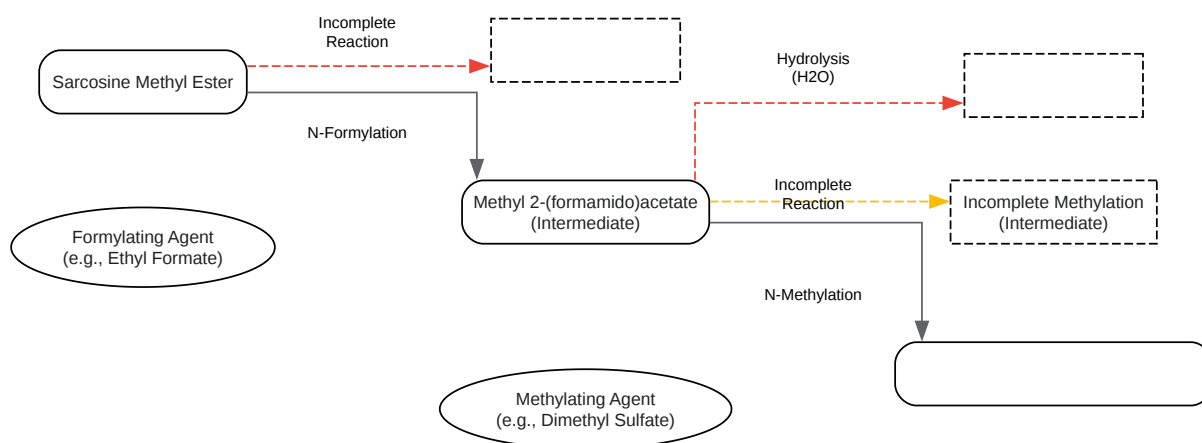 Incomplete
Reaction
Sarcosine Methyl Ester
Hydrolysis
(H2O)
N-Formylation
Methyl 2-(formamido)acetate
(Intermediate)
Incomplete
Reaction
Incomplete Methylation
(Intermediate)
Formylating Agent
(e.g., Ethyl Formate)
N-Methylation
Methylating Agent
(e.g., Dimethyl Sulfate)